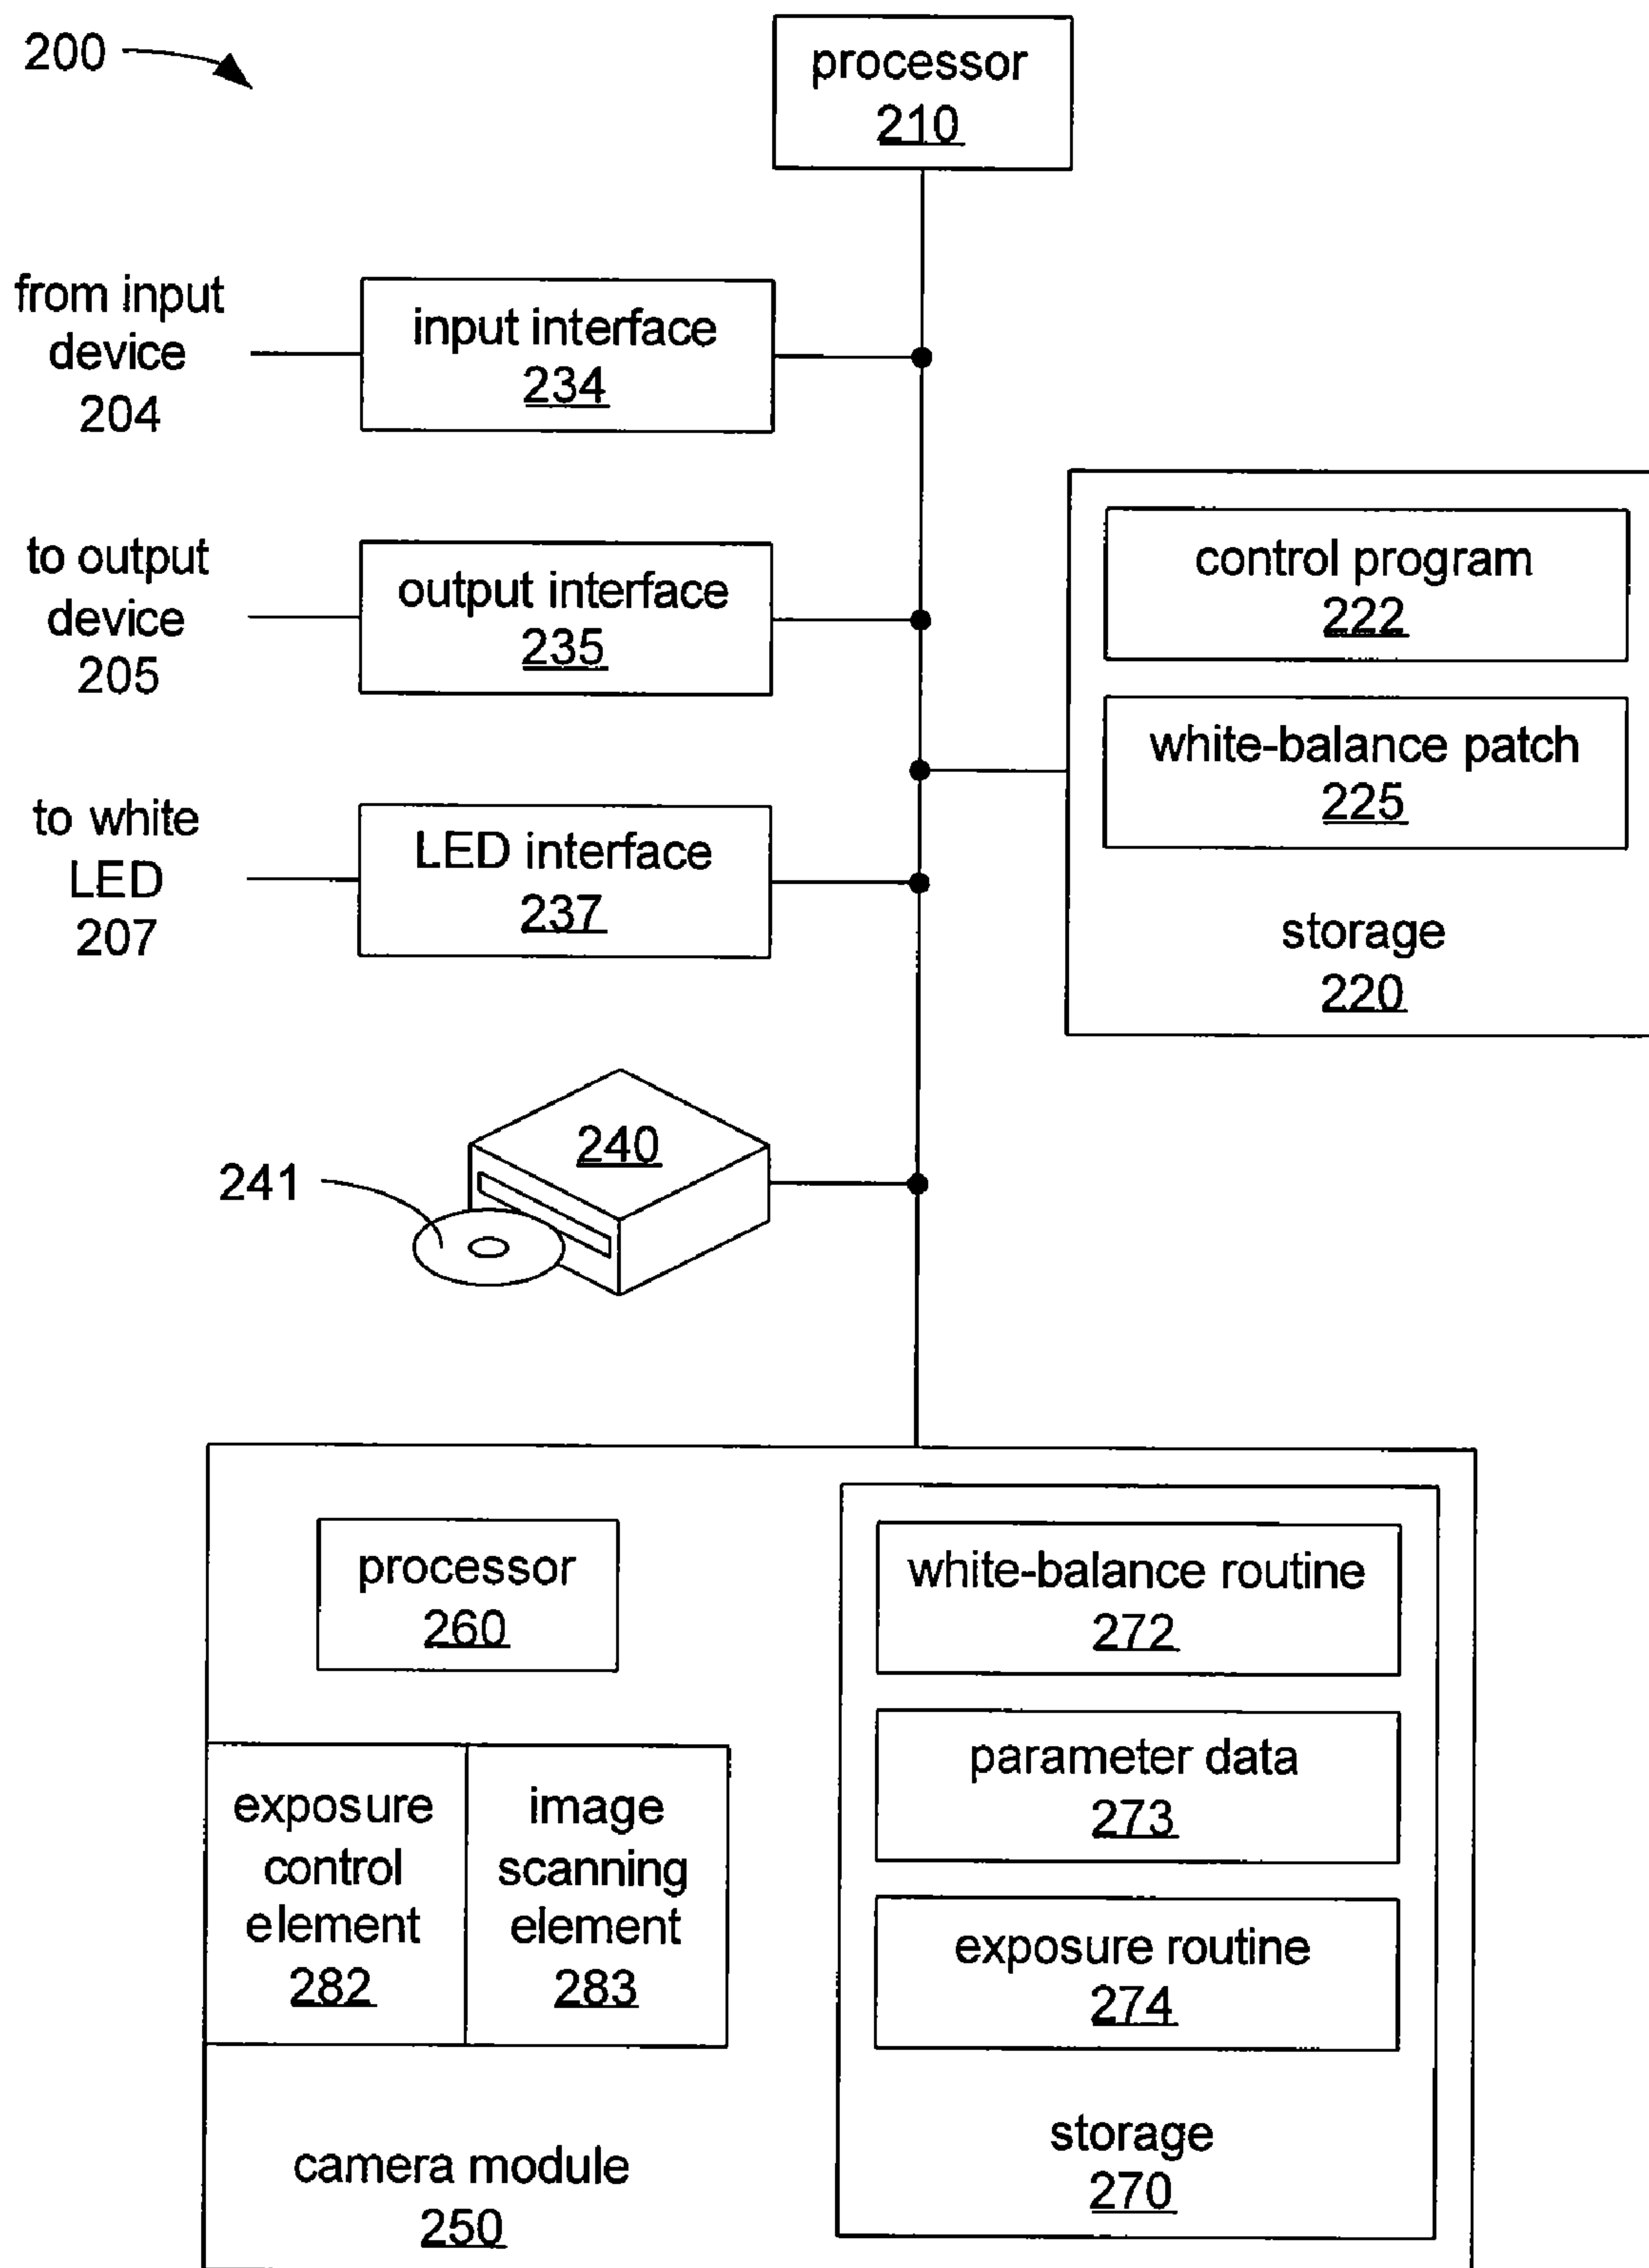 200
processor
210
from input
device
204
input interface
234
to output
device
205
output interface
235
control program
222
white-balance patch
225
storage
220
to white
LED
207
LED interface
237
240
241
processor
260
exposure
control
element
282
image
scanning
element
283
camera module
250
white-balance routine
272
parameter data
273
exposure routine
274
storage
270